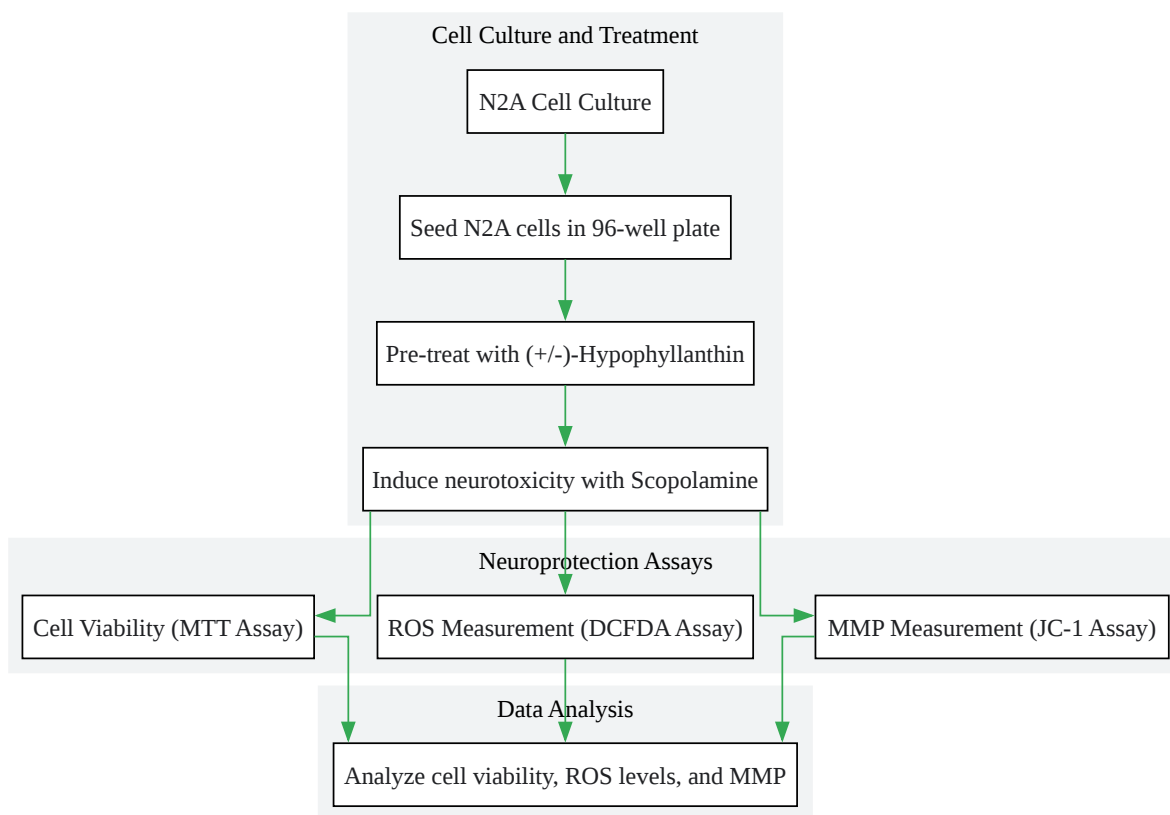 Cell Culture and Treatment
N2A Cell Culture
Seed N2A cells in 96-well plate
Pre-treat with (+/-)-Hypophyllanthin
Induce neurotoxicity with Scopolamine
Neuroprotection Assays
Cell Viability (MTT Assay)
ROS Measurement (DCFDA Assay)
MMP Measurement (JC-1 Assay)
Data Analysis
Analyze cell viability, ROS levels, and MMP